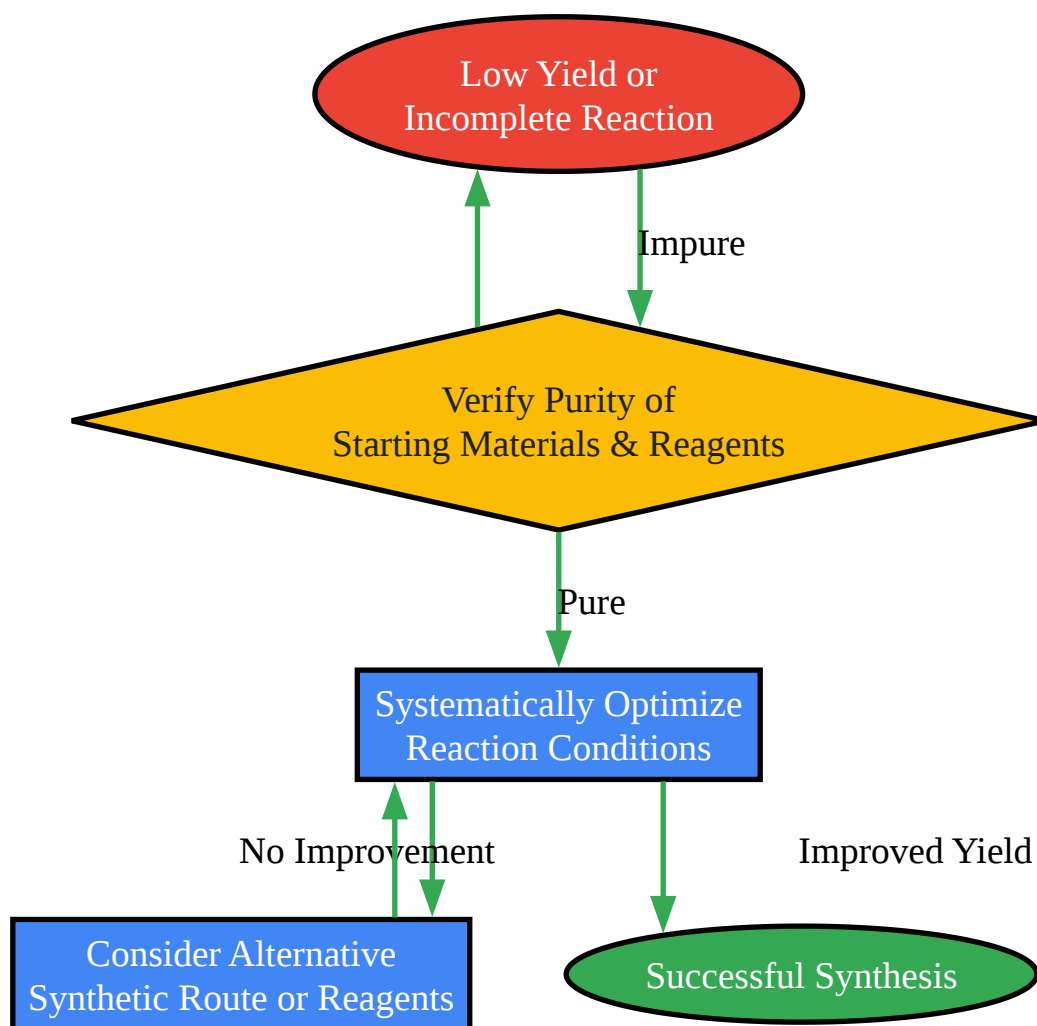 Low Yield or
Incomplete Reaction
Impure
Verify Purity of
Starting Materials & Reagents
Pure
Systematically Optimize
Reaction Conditions
No Improvement
Improved Yield
Consider Alternative
Synthetic Route or Reagents
Successful Synthesis